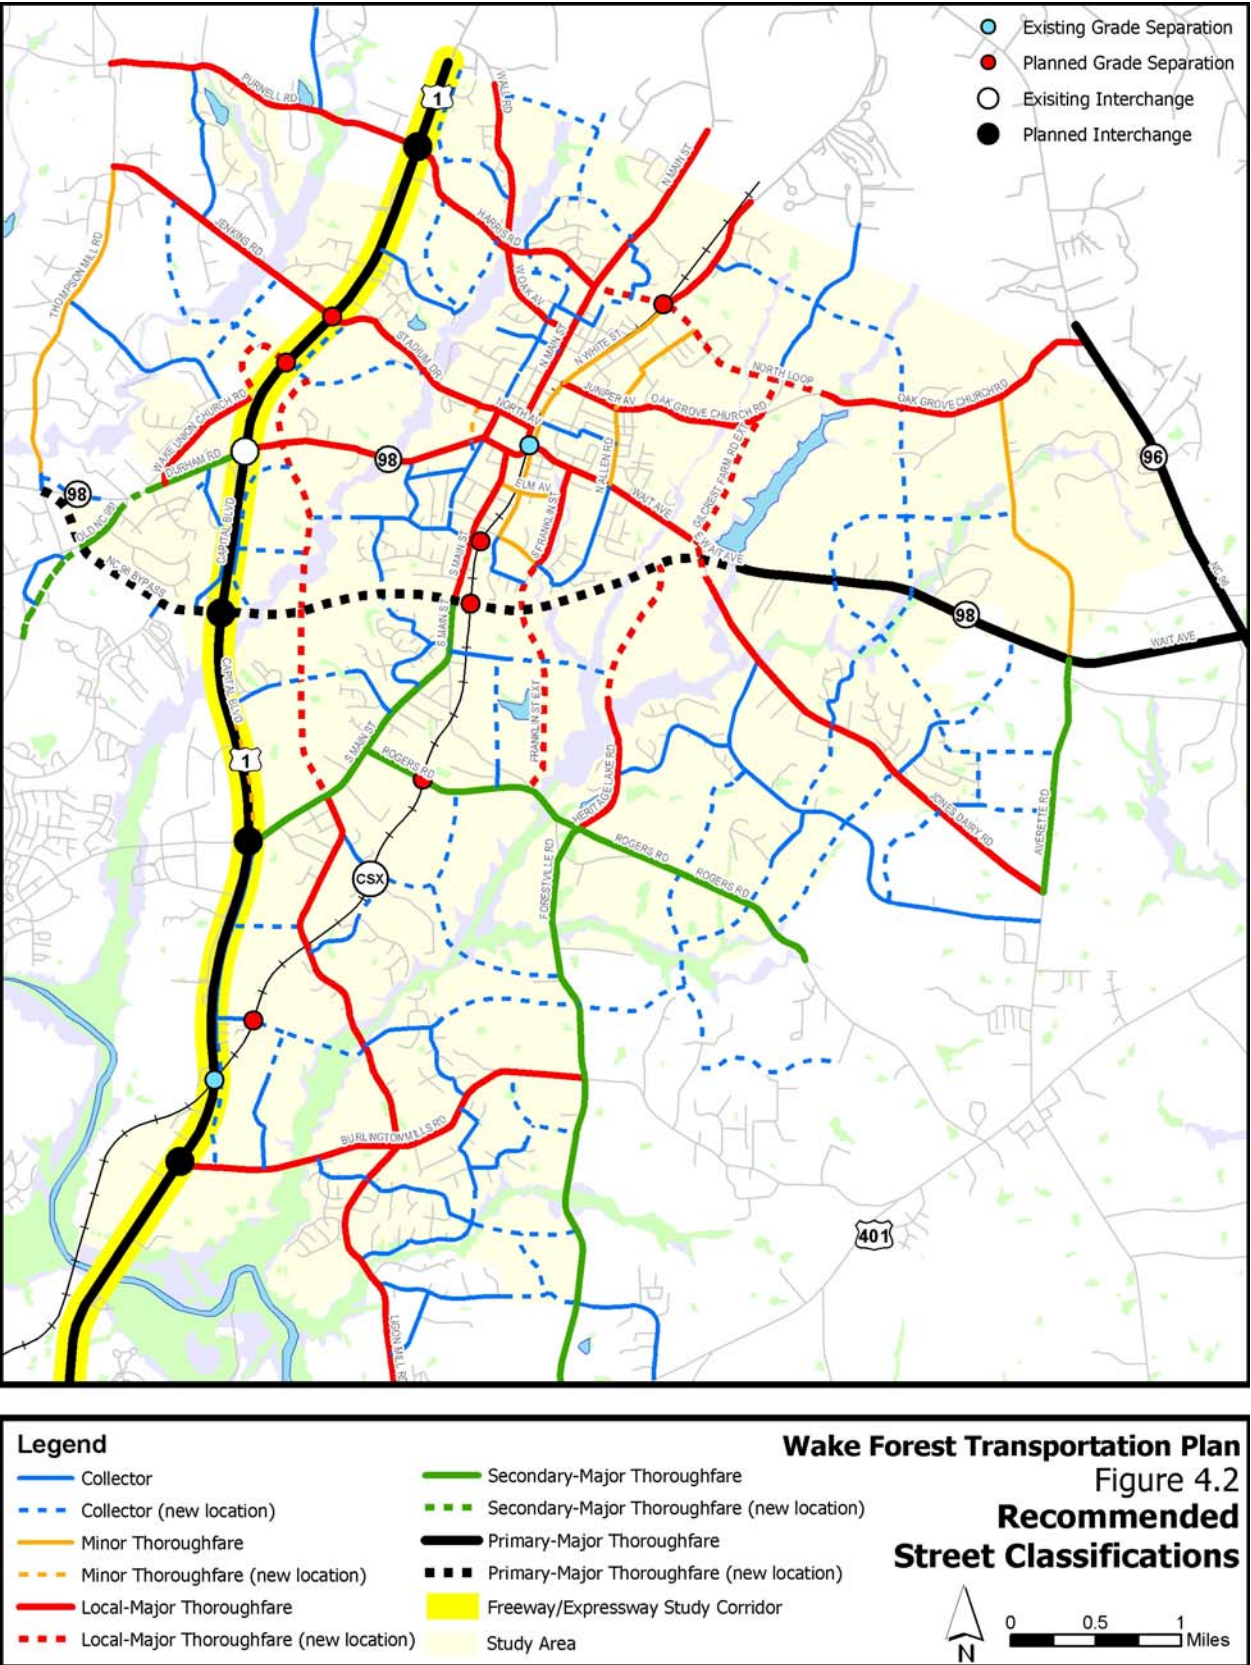 Existing Grade Separation
Planned Grade Separation
Exisiting Interchange
Planned Interchange
PURNELL RD
1
WALL RD
N MAIN ST
JENKINS RD
HARRIS RD
THOMPSON MILL RD
W OAK AV
STADIUM DR
N MAIN ST
N WHITE ST
NORTH LOOP
JUNIPER AV
OAK GROVE CHURCH RD
OAK GROVE CHURCH RD
NORTH AV
WAKE UNION CHURCH RD
DURHAM RD
98
N ALLEN RD
GILCREST FARM RD EXT
96
ELM AV
WAIT AVE
98
OLD NC 98
CAPITAL BLVD
S FRANKLIN ST
S MAIN ST
E WAIT AVE
NC 98 BYPASS
NC 96
98
S MAIN ST
WAIT AVE
CAPITAL BLVD
FRANKLIN ST EXT
S MAIN ST
ROGERS RD
1
HERITAGE LAKE RD
JONES DAIRY RD
AVERETTE RD
ROGERS RD
ROGERS RD
CSX
FORESTVILLE RD
BURLINGTON MILLS RD
401
LIGON MILL RD
Legend
Collector
Collector (new location)
Minor Thoroughfare
Minor Thoroughfare (new location)
Local-Major Thoroughfare
Local-Major Thoroughfare (new location)
Secondary-Major Thoroughfare
Secondary-Major Thoroughfare (new location)
Primary-Major Thoroughfare
Primary-Major Thoroughfare (new location)
Freeway/Expressway Study Corridor
Study Area
Wake Forest Transportation Plan
Figure 4.2
Recommended
Street Classifications
N
0 0.5 1
Miles